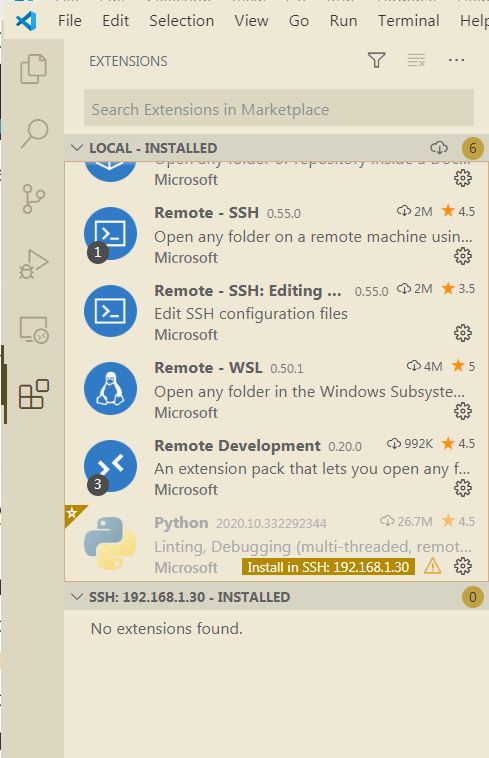 File Edit Selection View Go Run Terminal Help
EXTENSIONS
Search Extensions in Marketplace
LOCAL - INSTALLED 6
Open any folder or repository inside a Doc...
Microsoft
Remote - SSH 0.55.0 2M 4.5
Open any folder on a remote machine usin...
1
Microsoft
Remote - SSH: Editing ... 0.55.0 2M 3.5
Edit SSH configuration files
Microsoft
Remote - WSL 0.50.1 4M 5
Open any folder in the Windows Subsyste...
Microsoft
Remote Development 0.20.0 992K 4.5
An extension pack that lets you open any f...
3
Microsoft
Python 2020.10.332292344 26.7M 4.5
Linting, Debugging (multi-threaded, remot...
Microsoft Install in SSH: 192.168.1.30
SSH: 192.168.1.30 - INSTALLED 0
No extensions found.